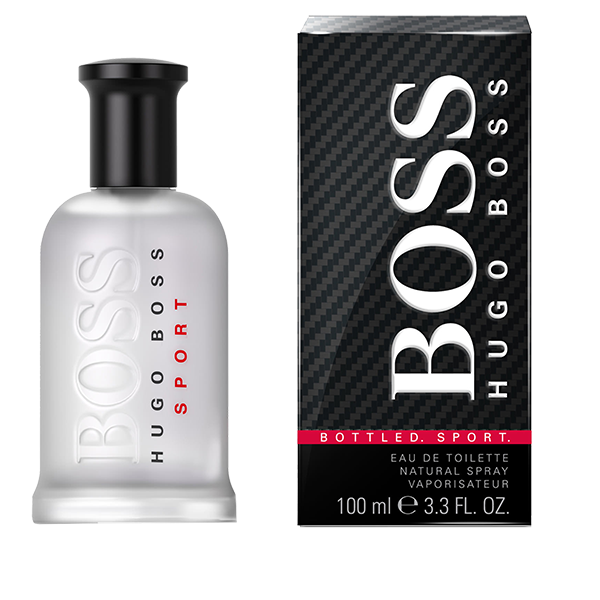 BOSS
HUGO BOSS
SPORT
BOSS
HUGO BOSS
BOTTLED. SPORT.
EAU DE TOILETTE
NATURAL SPRAY
VAPORISATEUR
100 ml ℮ 3.3 FL. OZ.